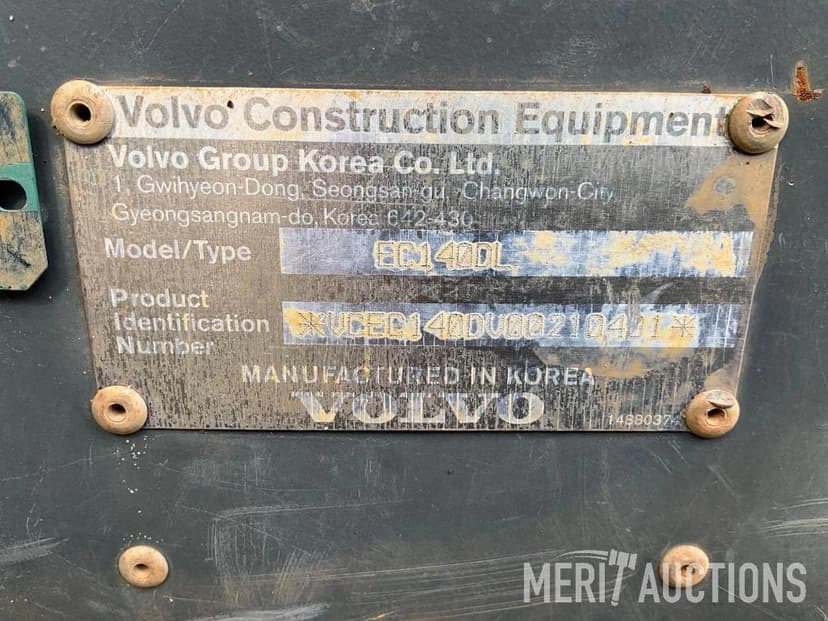 Volvo Construction Equipment
Volvo Group Korea Co. Ltd.
1, Gwihyeon-Dong, Seongsan-gu, Changwon-City,
Gyeongsangnam-do, Korea 642-430
Model/Type EC140DL
Product
Identification
Number
*VCEC140DV00210401*
MANUFACTURED IN KOREA
VOLVO
MERIT AUCTIONS